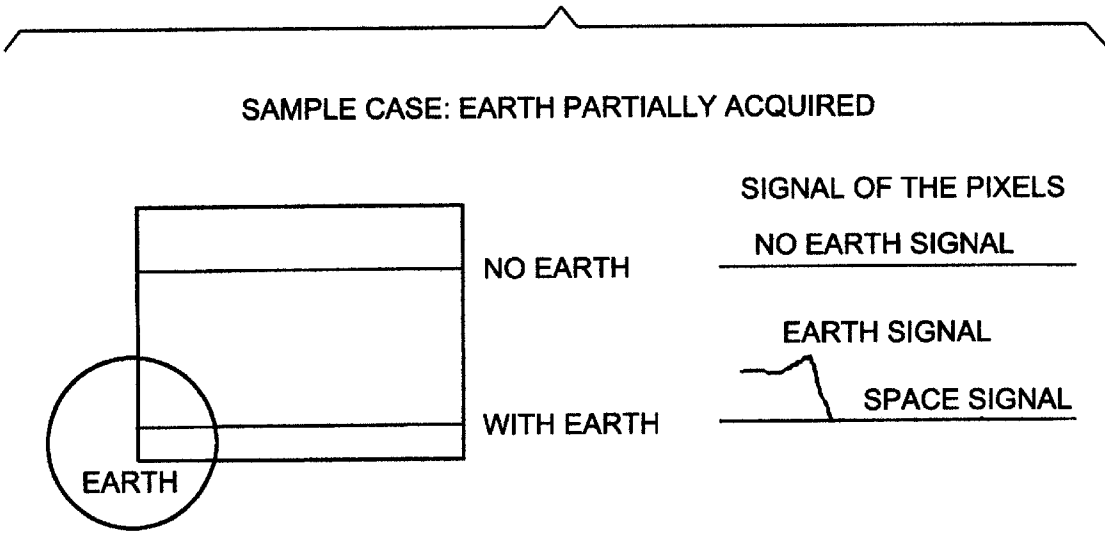 SAMPLE CASE: EARTH PARTIALLY ACQUIRED
SIGNAL OF THE PIXELS
NO EARTH
NO EARTH SIGNAL
EARTH SIGNAL
WITH EARTH
SPACE SIGNAL
EARTH